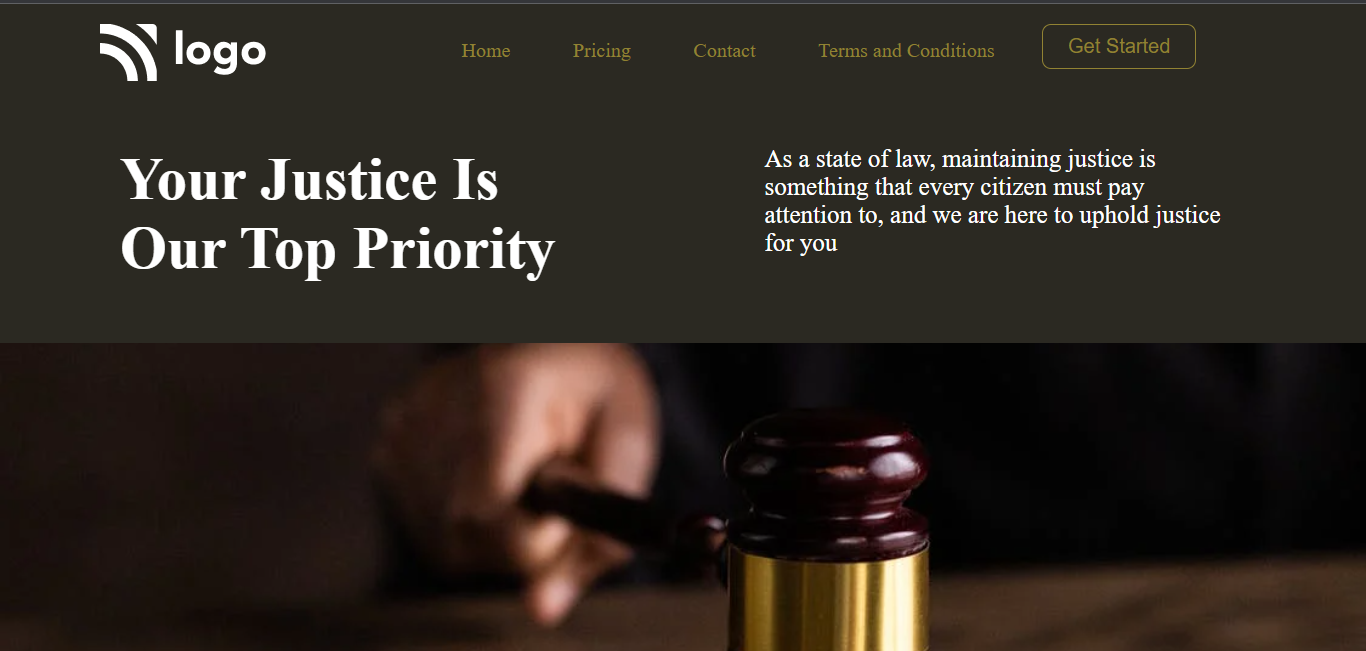 logo
Home Pricing Contact Terms and Conditions Get Started
Your Justice Is
Our Top Priority
As a state of law, maintaining justice is
something that every citizen must pay
attention to, and we are here to uphold justice
for you